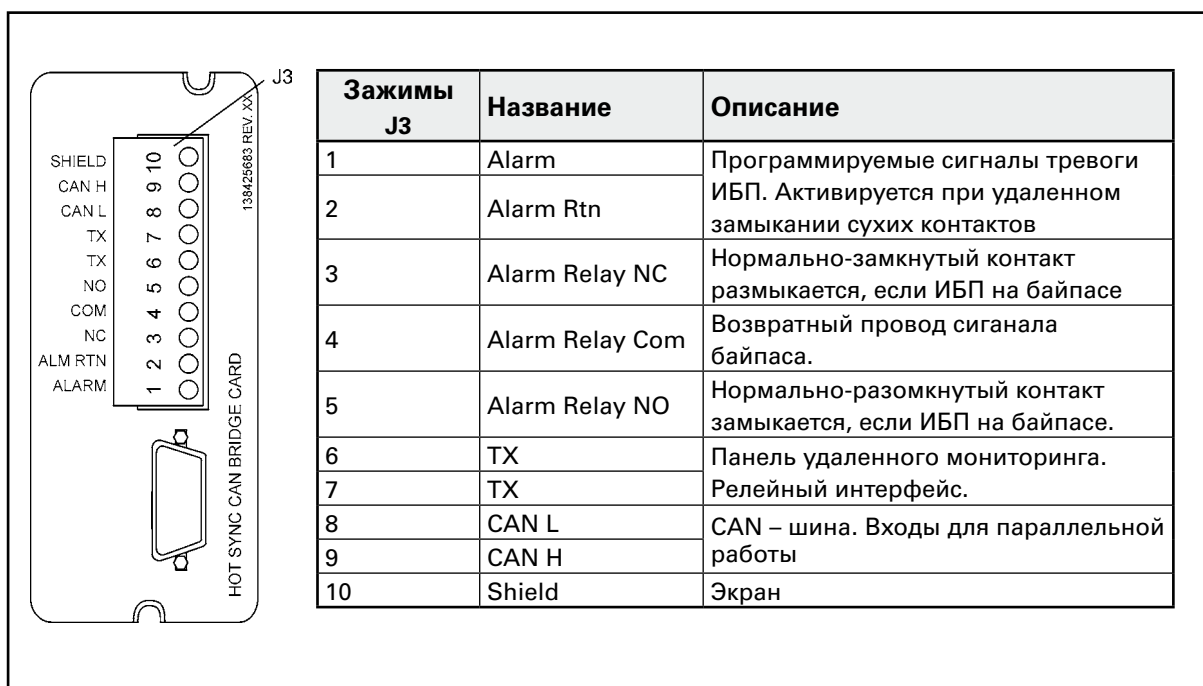 J3
138425683 REV. XX
SHIELD 10
CAN H 9
CAN L 8
TX 7
TX 6
NO 5
COM 4
NC 3
ALM RTN 2
ALARM 1
HOT SYNC CAN BRIDGE CARD
Зажимы
J3
Название
Описание
1
Alarm
Программируемые сигналы тревоги
ИБП. Активируется при удаленном
замыкании сухих контактов
2
Alarm Rtn
3
Alarm Relay NC
Нормально-замкнутый контакт
размыкается, если ИБП на байпасе
4
Alarm Relay Com
Возвратный провод сиганала
байпаса.
5
Alarm Relay NO
Нормально-разомкнутый контакт
замыкается, если ИБП на байпасе.
6
TX
Панель удаленного мониторинга.
Релейный интерфейс.
7
TX
8
CAN L
CAN – шина. Входы для параллельной
работы
9
CAN H
10
Shield
Экран